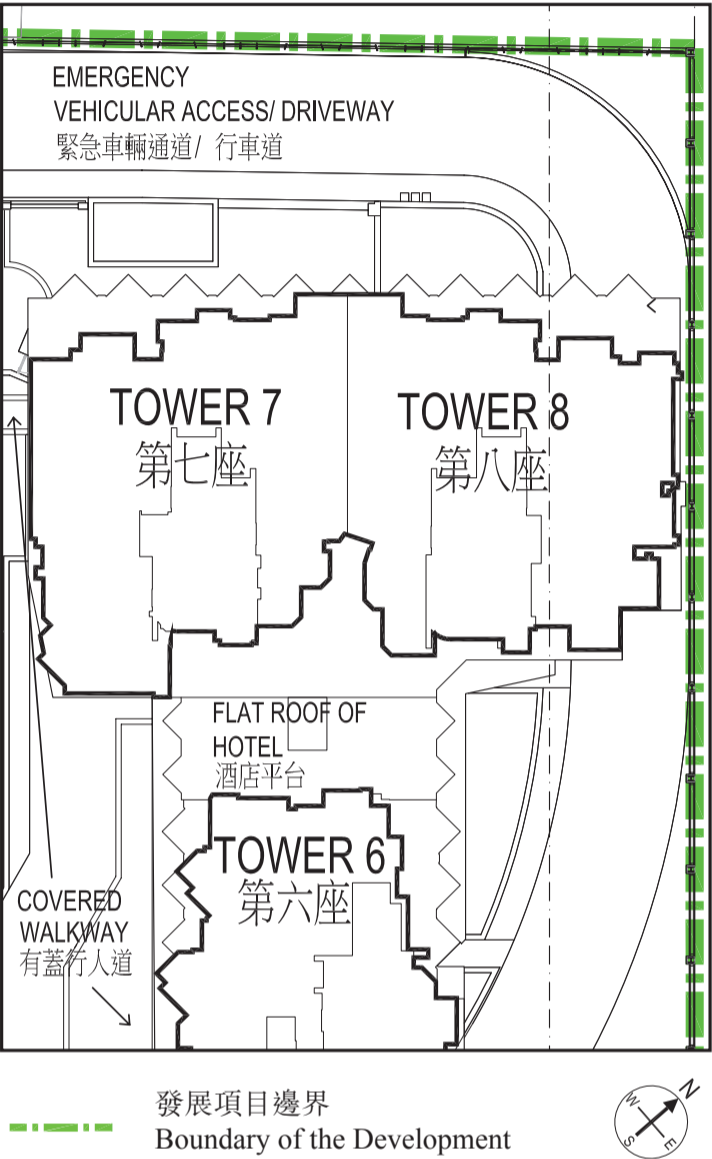 EMERGENCY
VEHICULAR ACCESS/ DRIVEWAY
緊急車輛通道/ 行車道
TOWER 7
第七座
TOWER 8
第八座
FLAT ROOF OF
HOTEL
酒店平台
TOWER 6
第六座
COVERED
WALKWAY
有蓋行人道
發展項目邊界
Boundary of the Development
N
W
E
S